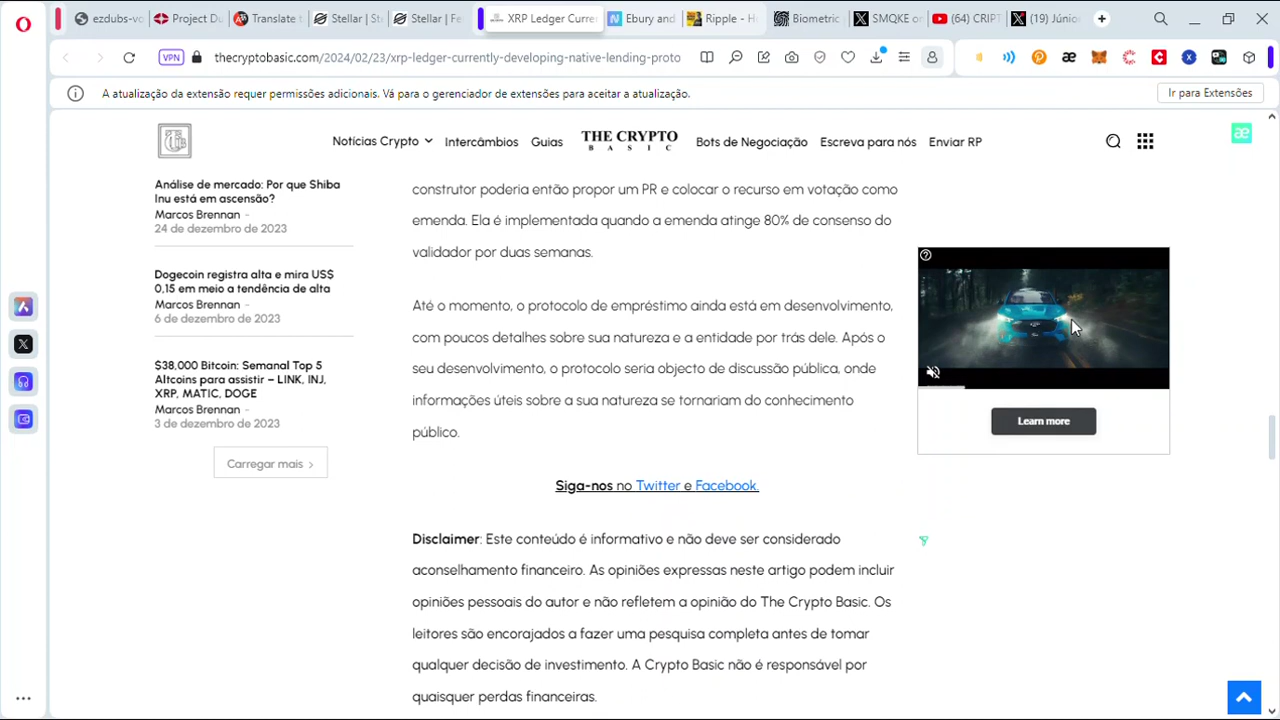 ezdubs-vo
Project Du
Translate t
Stellar | St
Stellar | Fe
XRP Ledger Curre
Ebury and
Ripple - H
Biometric
SMQKE on
(64) CRIPT
(19) Júnio
VPN
thecryptobasic.com/2024/02/23/xrp-ledger-currently-developing-native-lending-proto
A atualização da extensão requer permissões adicionais. Vá para o gerenciador de extensões para aceitar a atualização.
Ir para Extensões
Notícias Crypto
Intercâmbios
Guias
THE CRYPTO
BASIC
Bots de Negociação
Escreva para nós
Enviar RP
æ
Análise de mercado: Por que Shiba
Inu está em ascensão?
Marcos Brennan -
24 de dezembro de 2023
Dogecoin registra alta e mira US$
0,15 em meio a tendência de alta
Marcos Brennan -
6 de dezembro de 2023
$38,000 Bitcoin: Semanal Top 5
Altcoins para assistir – LINK, INJ,
XRP, MATIC, DOGE
Marcos Brennan -
3 de dezembro de 2023
Carregar mais
construtor poderia então propor um PR e colocar o recurso em votação como
emenda. Ela é implementada quando a emenda atinge 80% de consenso do
validador por duas semanas.
Até o momento, o protocolo de empréstimo ainda está em desenvolvimento,
com poucos detalhes sobre sua natureza e a entidade por trás dele. Após o
seu desenvolvimento, o protocolo seria objecto de discussão pública, onde
informações úteis sobre a sua natureza se tornariam do conhecimento
público.
Siga-nos no Twitter e Facebook.
Disclaimer: Este conteúdo é informativo e não deve ser considerado
aconselhamento financeiro. As opiniões expressas neste artigo podem incluir
opiniões pessoais do autor e não refletem a opinião do The Crypto Basic. Os
leitores são encorajados a fazer uma pesquisa completa antes de tomar
qualquer decisão de investimento. A Crypto Basic não é responsável por
quaisquer perdas financeiras.
Learn more